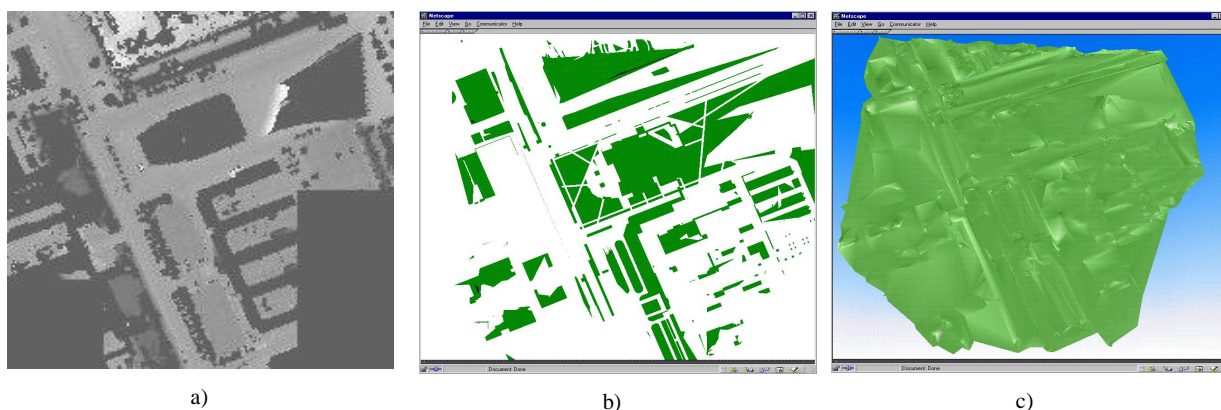 Netscape
File Edit View Go Communicator Help
Document Done
Netscape
File Edit View Go Communicator Help
Document Done
a)
b)
c)